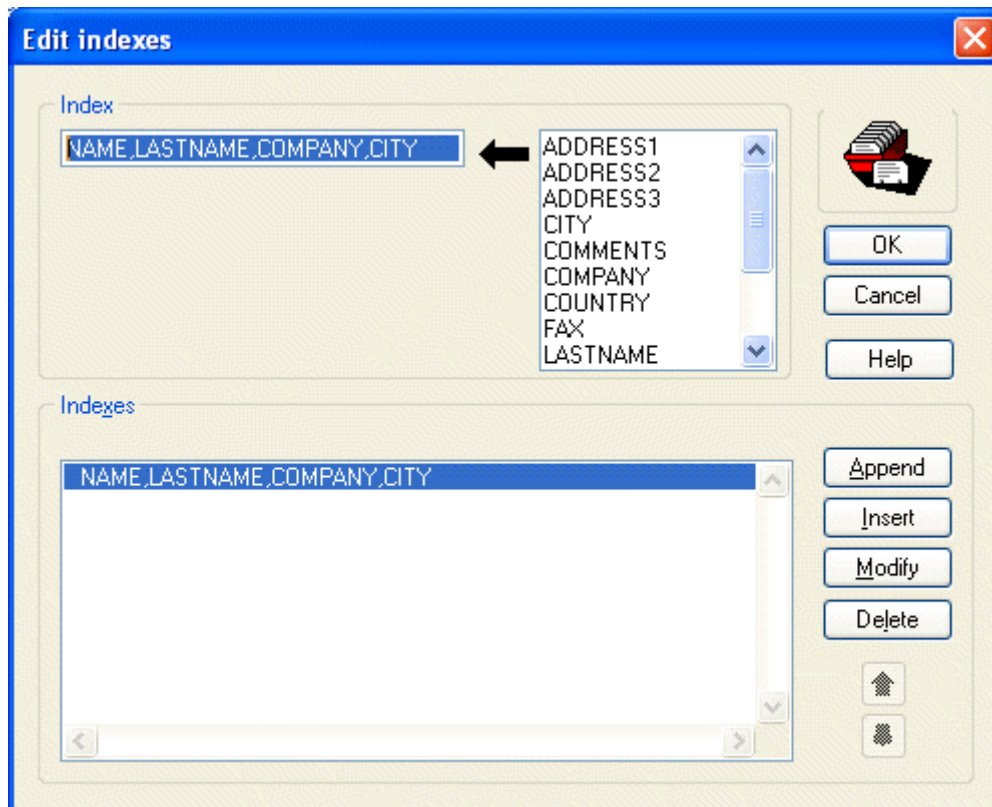 Edit indexes
Index
NAME,LASTNAME,COMPANY,CITY
ADDRESS1
ADDRESS2
ADDRESS3
CITY
COMMENTS
COMPANY
COUNTRY
FAX
LASTNAME
OK
Cancel
Help
Indexes
NAME,LASTNAME,COMPANY,CITY
Append
Insert
Modify
Delete